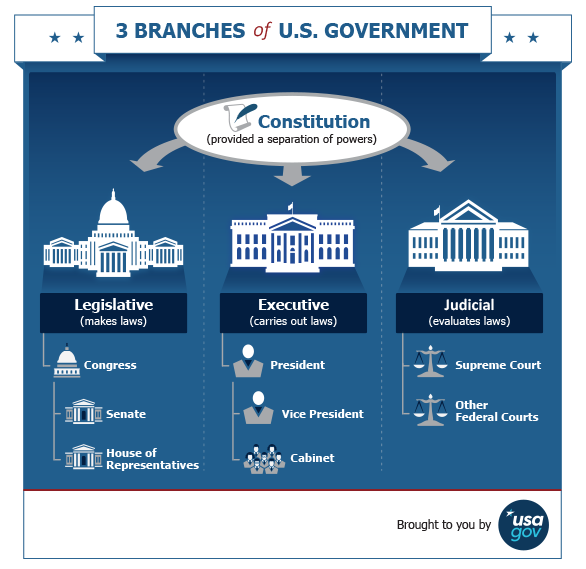 3 BRANCHES of U.S. GOVERNMENT
Constitution
(provided a separation of powers)
Legislative
(makes laws)
Congress
Senate
House of
Representatives
Executive
(carries out laws)
President
Vice President
Cabinet
Judicial
(evaluates laws)
Supreme Court
Other
Federal Courts
Brought to you by
usa
gov